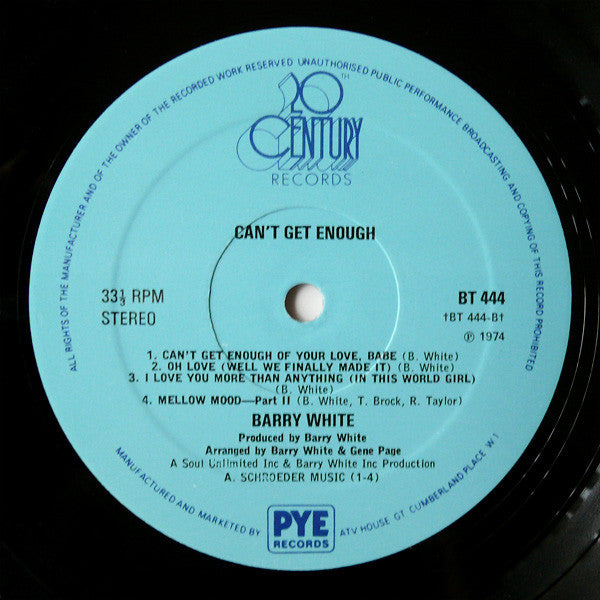 ALL RIGHTS OF THE MANUFACTURER AND OF THE OWNER OF THE RECORDED WORK RESERVED UNAUTHORISED PUBLIC PERFORMANCE BROADCASTING AND COPYING OF THIS RECORD PROHIBITED
20TH
CENTURY
RECORDS
CAN'T GET ENOUGH
33⅓ RPM
STEREO
BT 444
†BT 444-B†
℗ 1974
1. CAN'T GET ENOUGH OF YOUR LOVE, BABE (B. White)
2. OH LOVE (WELL WE FINALLY MADE IT) (B. White)
3. I LOVE YOU MORE THAN ANYTHING (IN THIS WORLD GIRL)
(B. White)
4. MELLOW MOOD—Part II (B. White, T. Brock, R. Taylor)
BARRY WHITE
Produced by Barry White
Arranged by Barry White & Gene Page
A Soul Unlimited Inc & Barry White Inc Production
A. SCHROEDER MUSIC (1-4)
MANUFACTURED AND MARKETED BY
PYE
RECORDS
ATV HOUSE GT CUMBERLAND PLACE W 1